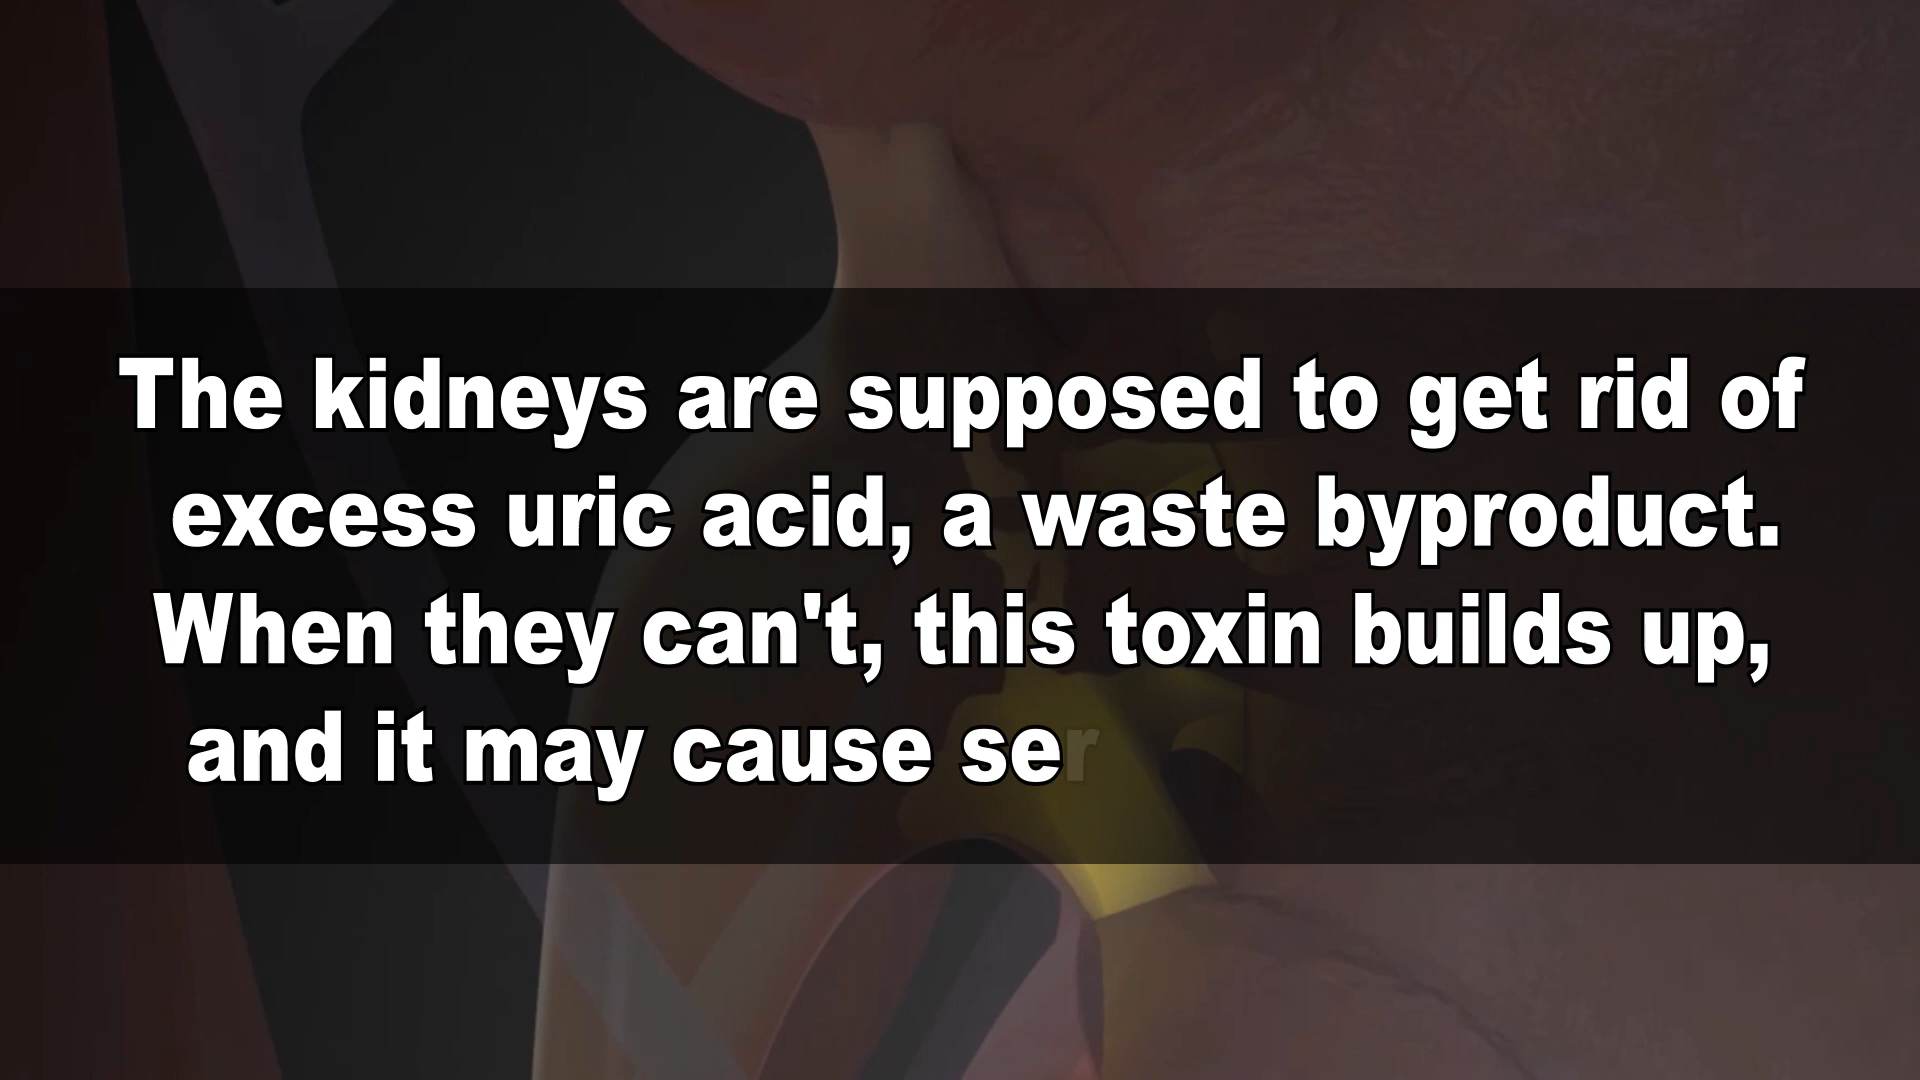 The kidneys are supposed to get rid of
excess uric acid, a waste byproduct.
When they can't, this toxin builds up,
and it may cause ser